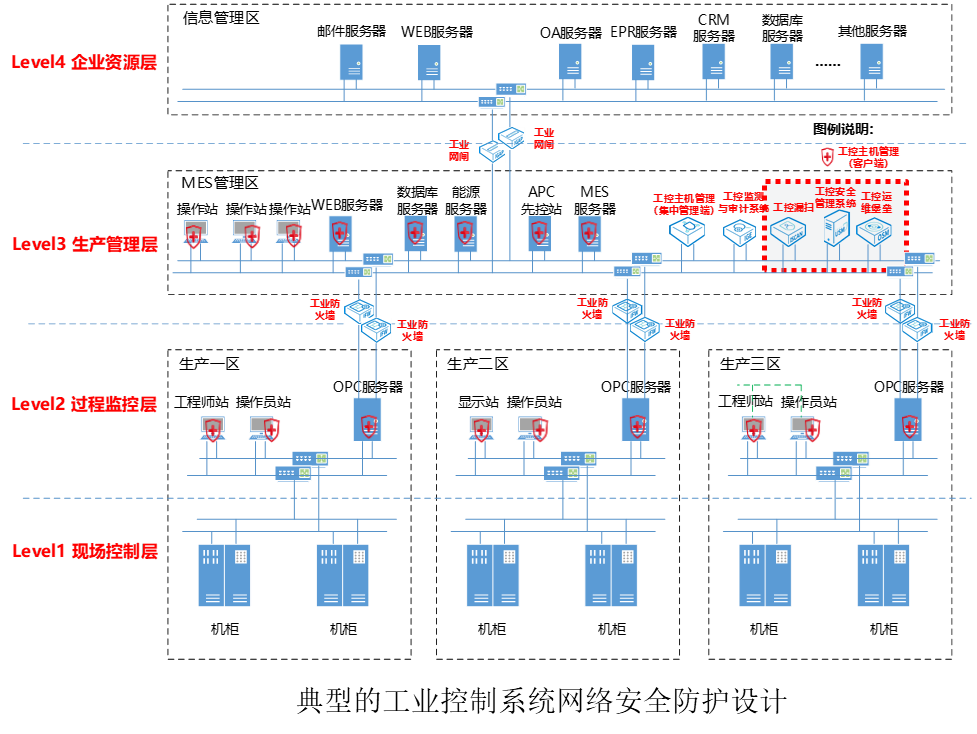 信息管理区
邮件服务器
WEB服务器
OA服务器
EPR服务器
CRM
服务器
数据库
服务器
......
其他服务器
Level4 企业资源层
工业
网闸
工业
网闸
图例说明:
工控主机管理
(客户端)
MES管理区
操作站
操作站
操作站
WEB服务器
数据库
服务器
能源
服务器
APC
先控站
MES
服务器
工控主机管理
(集中管理端)
工控监测
与审计系统
工控漏扫
工控安全
管理系统
工控运
维堡垒
Level3 生产管理层
工业防
火墙
工业防
火墙
工业防
火墙
工业防
火墙
工业防
火墙
工业防
火墙
生产一区
生产二区
生产三区
OPC服务器
OPC服务器
OPC服务器
Level2 过程监控层
工程师站
操作员站
显示站
操作员站
工程师站
操作员站
Level1 现场控制层
机柜
机柜
机柜
机柜
机柜
机柜
典型的工业控制系统网络安全防护设计